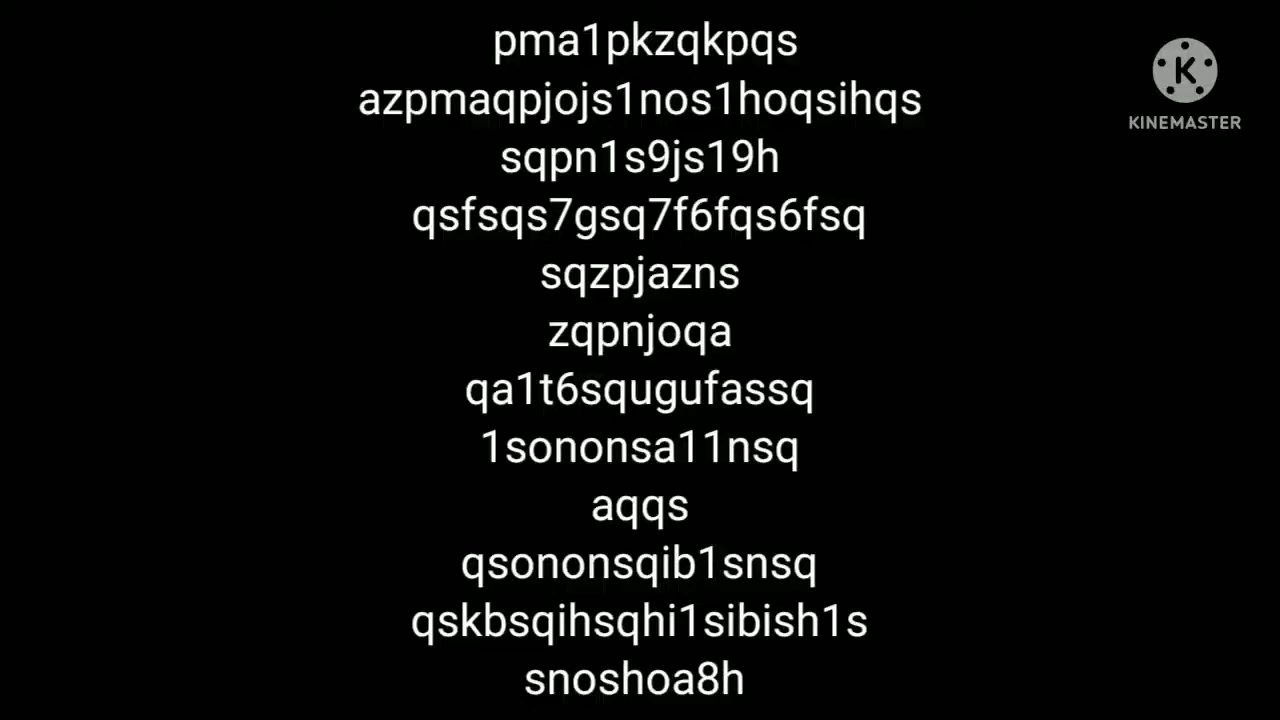 pma1pkzqkpqs
azpmaqpjojs1nos1hoqsihqs
sqpn1s9js19h
qsfsqs7gsq7f6fqs6fsq
sqzpjazns
zqpnjoqa
qa1t6squgufassq
1sononsa11nsq
aqqs
qsononsqib1snsq
qskbsqihsqhi1sibish1s
snoshoa8h
K
KINEMASTER